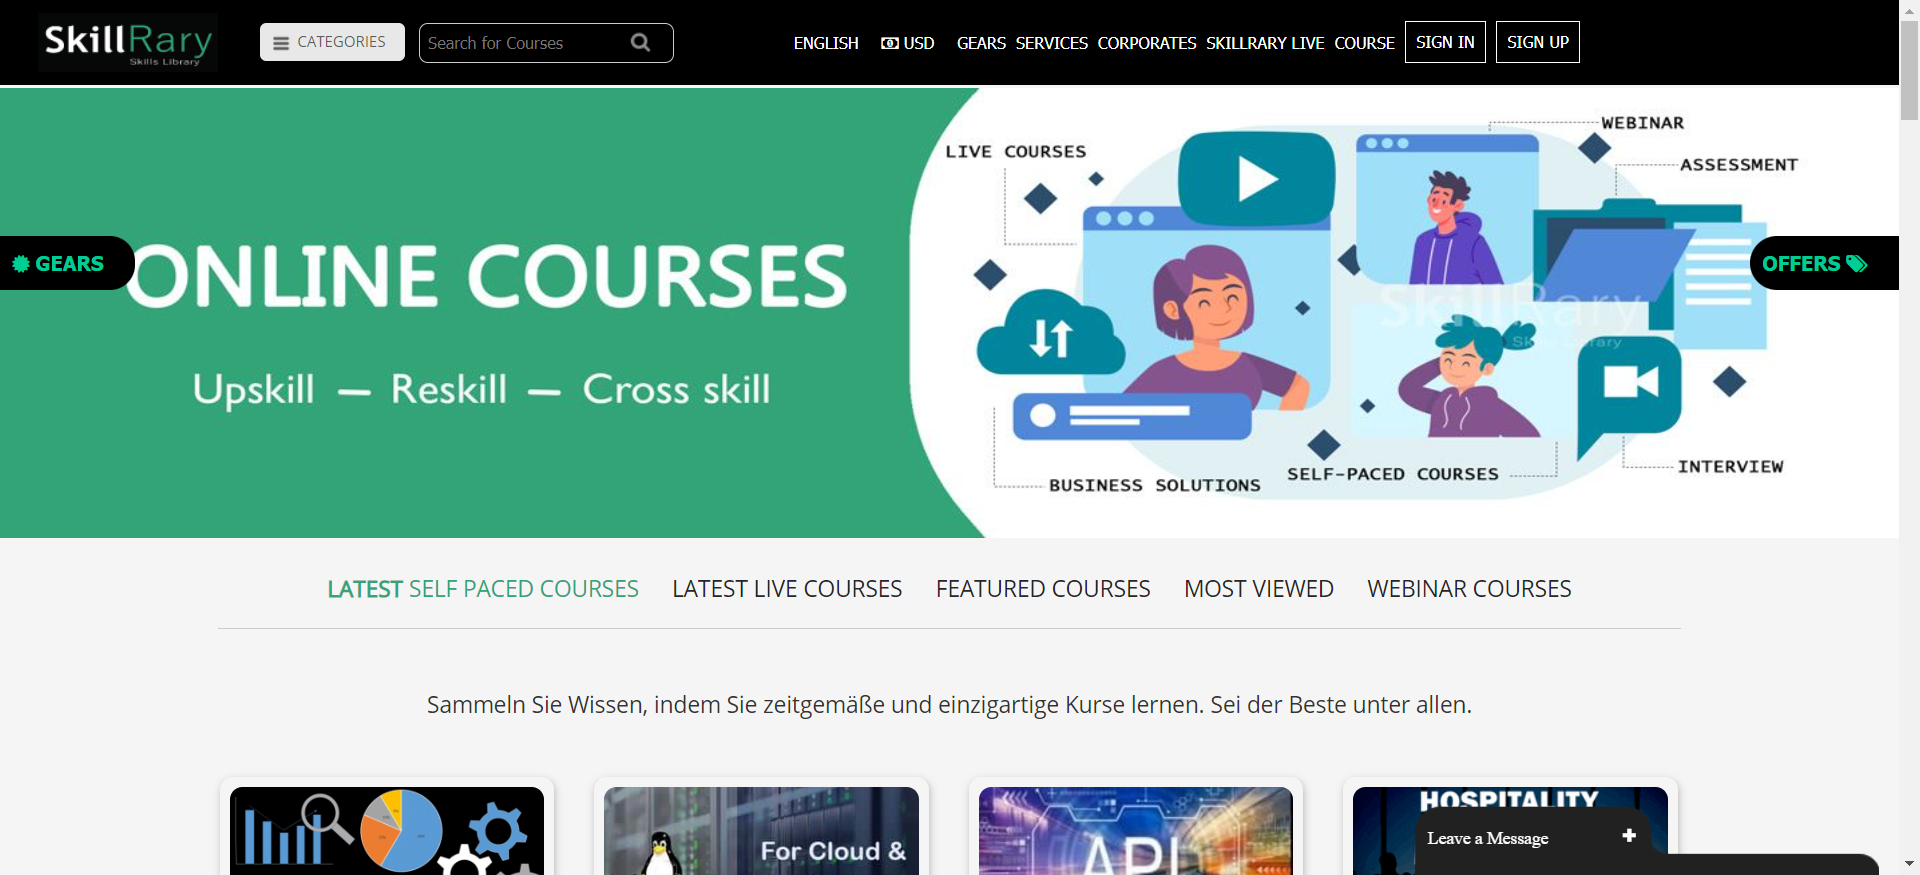 SkillRary
Skills Library
CATEGORIES
Search for Courses
ENGLISH
USD
GEARS
SERVICES
CORPORATES
SKILLRARY LIVE
COURSE
SIGN IN
SIGN UP
GEARS
ONLINE COURSES
Upskill — Reskill — Cross skill
LIVE COURSES
WEBINAR
ASSESSMENT
OFFERS
SkillRary
Skills Library
BUSINESS SOLUTIONS
SELF-PACED COURSES
INTERVIEW
LATEST SELF PACED COURSES
LATEST LIVE COURSES
FEATURED COURSES
MOST VIEWED
WEBINAR COURSES
Sammeln Sie Wissen, indem Sie zeitgemäße und einzigartige Kurse lernen. Sei der Beste unter allen.
For Cloud &
API
HOSPITALITY
Leave a Message